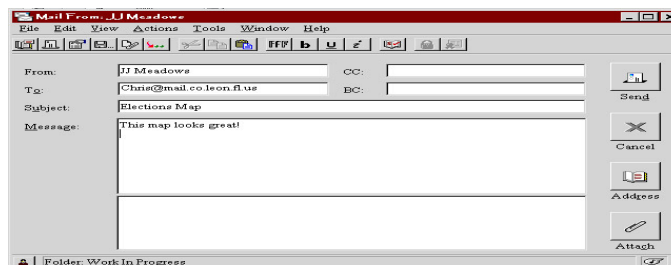 Mail From: JJ Meadows
File Edit View Actions Tools Window Help
From: JJ Meadows CC:
To: Chris@mail.co.leon.fl.us BC:
Subject: Elections Map
Message: This map looks great!
Send
Cancel
Address
Attach
Folder: Work In Progress